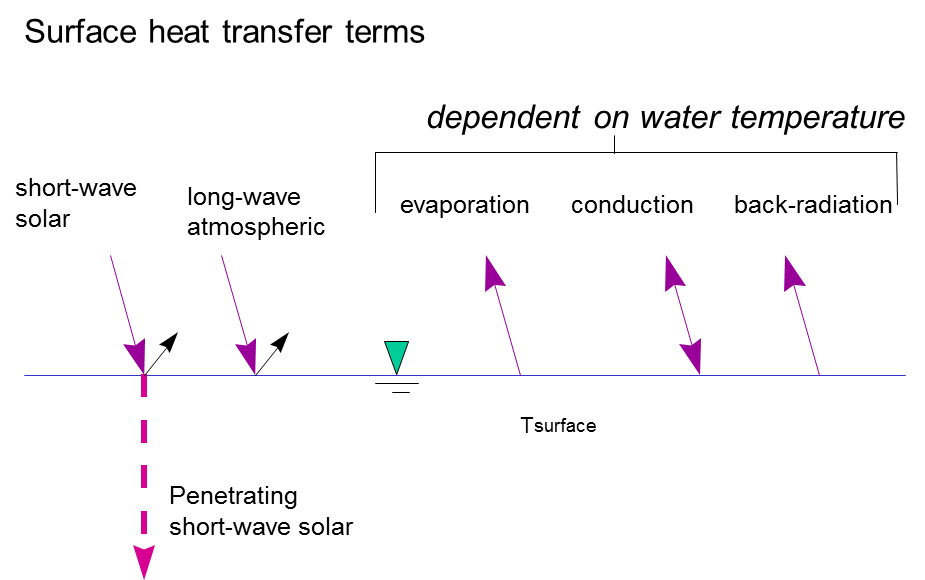 Surface heat transfer terms
dependent on water temperature
short-wave
solar
long-wave
atmospheric
evaporation
conduction
back-radiation
Tsurface
Penetrating
short-wave solar